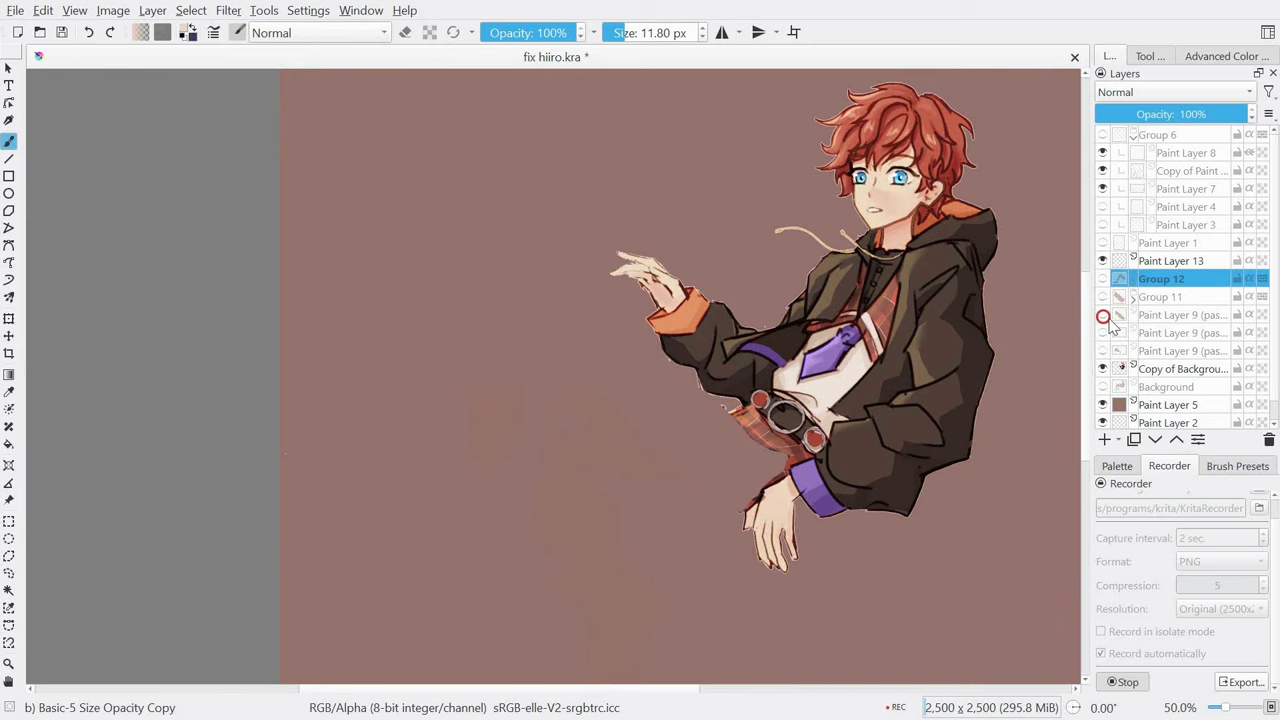 File Edit View Image Layer Select Filter Tools Settings Window Help
Normal
Opacity: 100%
Size: 11.80 px
fix hiiro.kra *
L...
Tool ...
Advanced Color ...
Layers
Normal
Opacity: 100%
Group 6
Paint Layer 8
Copy of Paint ...
Paint Layer 7
Paint Layer 4
Paint Layer 3
Paint Layer 1
Paint Layer 13
Group 12
Group 11
Paint Layer 9 (pas...
Paint Layer 9 (pas...
Paint Layer 9 (pas...
Copy of Backgrou...
Background
Paint Layer 5
Paint Layer 2
Palette
Recorder
Brush Presets
Recorder
s/programs/krita/KritaRecorder
Capture interval:
2 sec.
Format:
PNG
Compression:
5
Resolution:
Original (2500x2
Record in isolate mode
Record automatically
Stop
Export...
b) Basic-5 Size Opacity Copy
RGB/Alpha (8-bit integer/channel) sRGB-elle-V2-srgbtrc.icc
REC
2,500 x 2,500 (295.8 MiB)
0.00°
50.0%